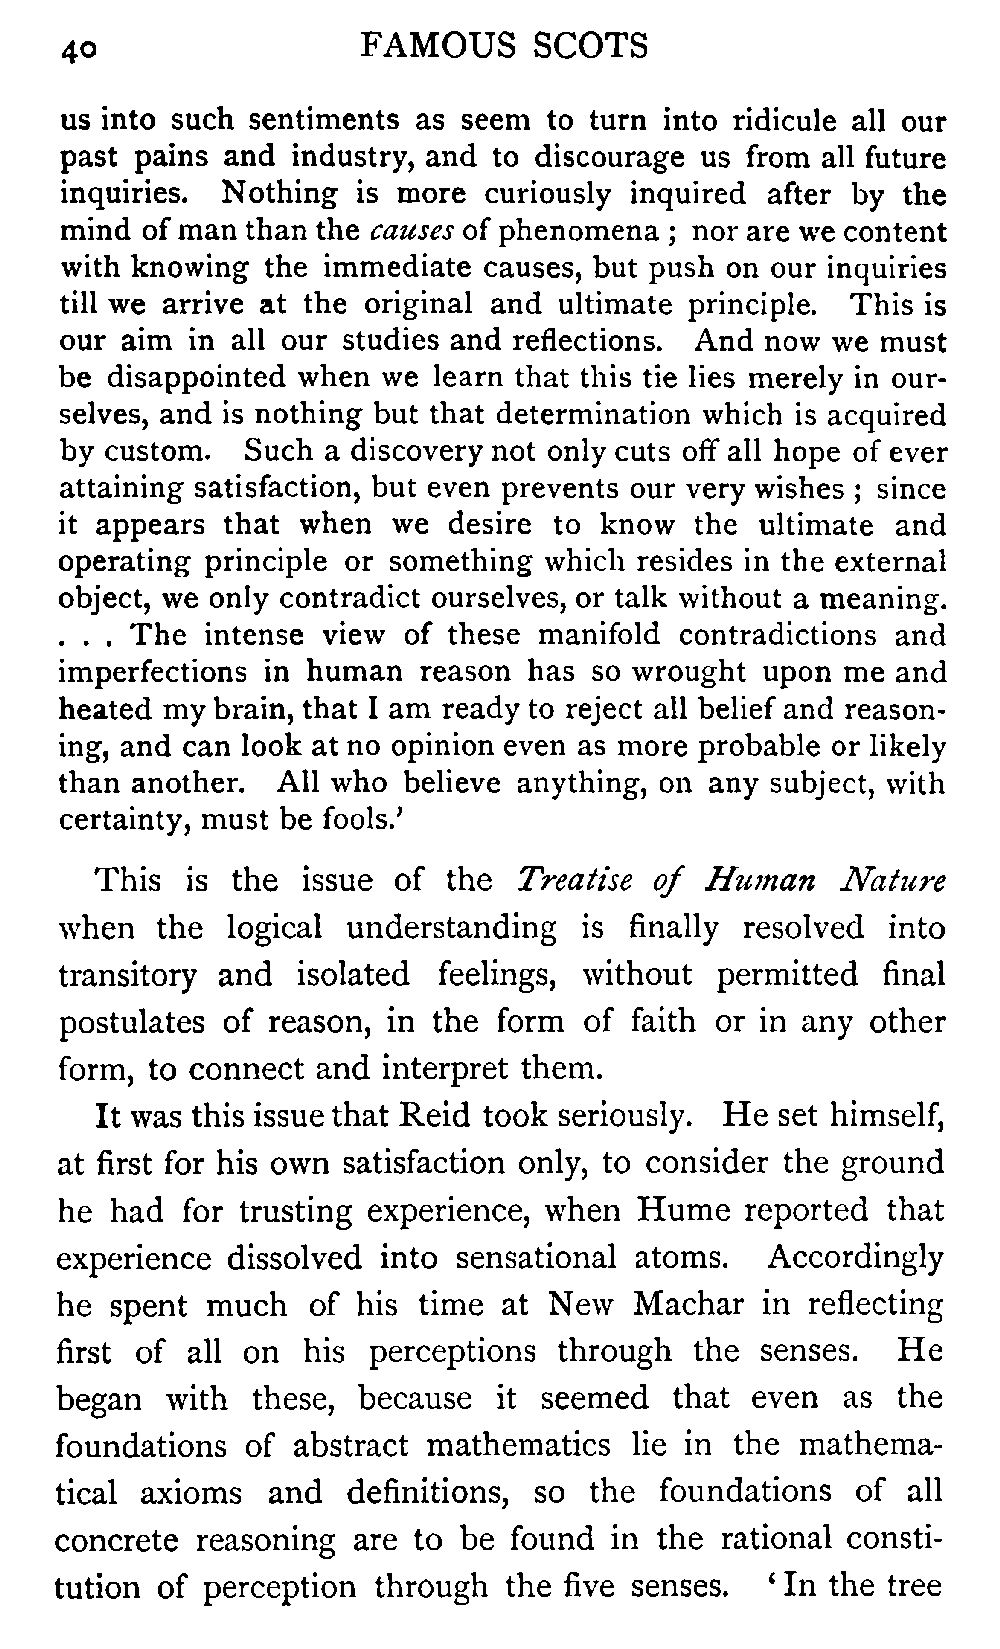 40 FAMOUS SCOTS
us into such sentiments as seem to turn into ridicule all our
past pains and industry, and to discourage us from all future
inquiries. Nothing is more curiously inquired after by the
mind of man than the causes of phenomena ; nor are we content
with knowing the immediate causes, but push on our inquiries
till we arrive at the original and ultimate principle. This is
our aim in all our studies and reflections. And now we must
be disappointed when we learn that this tie lies merely in our-
selves, and is nothing but that determination which is acquired
by custom. Such a discovery not only cuts off all hope of ever
attaining satisfaction, but even prevents our very wishes ; since
it appears that when we desire to know the ultimate and
operating principle or something which resides in the external
object, we only contradict ourselves, or talk without a meaning.
. . . The intense view of these manifold contradictions and
imperfections in human reason has so wrought upon me and
heated my brain, that I am ready to reject all belief and reason-
ing, and can look at no opinion even as more probable or likely
than another. All who believe anything, on any subject, with
certainty, must be fools.’
This is the issue of the Treatise of Human Nature
when the logical understanding is finally resolved into
transitory and isolated feelings, without permitted final
postulates of reason, in the form of faith or in any other
form, to connect and interpret them.
It was this issue that Reid took seriously. He set himself,
at first for his own satisfaction only, to consider the ground
he had for trusting experience, when Hume reported that
experience dissolved into sensational atoms. Accordingly
he spent much of his time at New Machar in reflecting
first of all on his perceptions through the senses. He
began with these, because it seemed that even as the
foundations of abstract mathematics lie in the mathema-
tical axioms and definitions, so the foundations of all
concrete reasoning are to be found in the rational consti-
tution of perception through the five senses. ‘In the tree